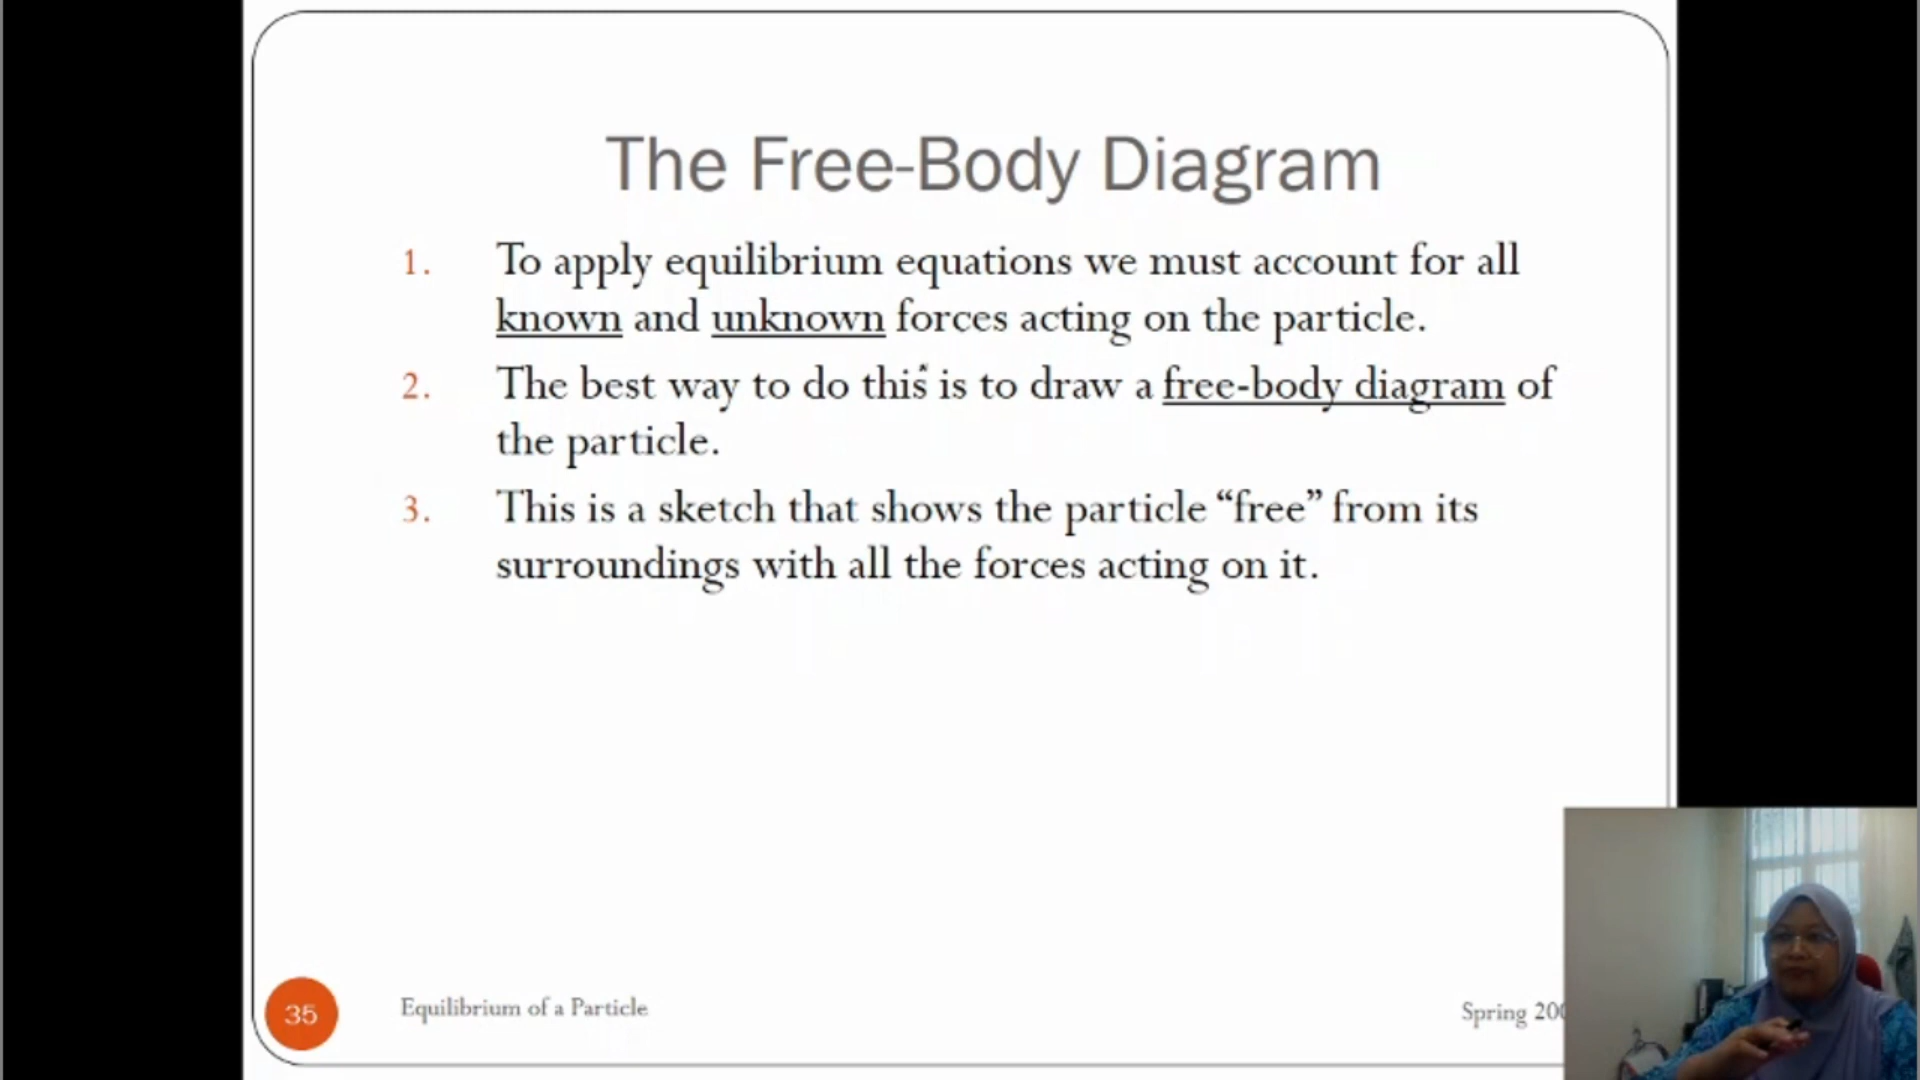 The Free-Body Diagram
1. To apply equilibrium equations we must account for all
known and unknown forces acting on the particle.
2. The best way to do this is to draw a free-body diagram of
the particle.
3. This is a sketch that shows the particle “free” from its
surroundings with all the forces acting on it.
35 Equilibrium of a Particle Spring